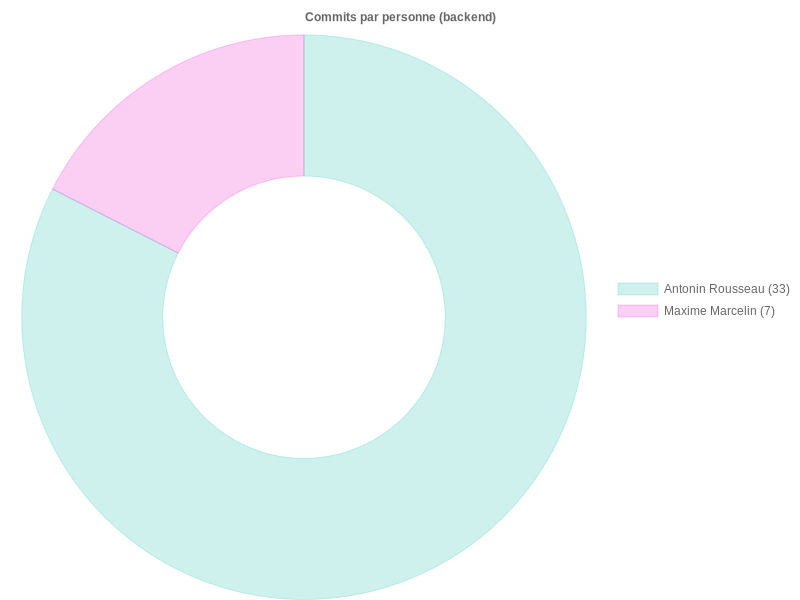 Commits par personne (backend)
Antonin Rousseau (33)
Maxime Marcelin (7)